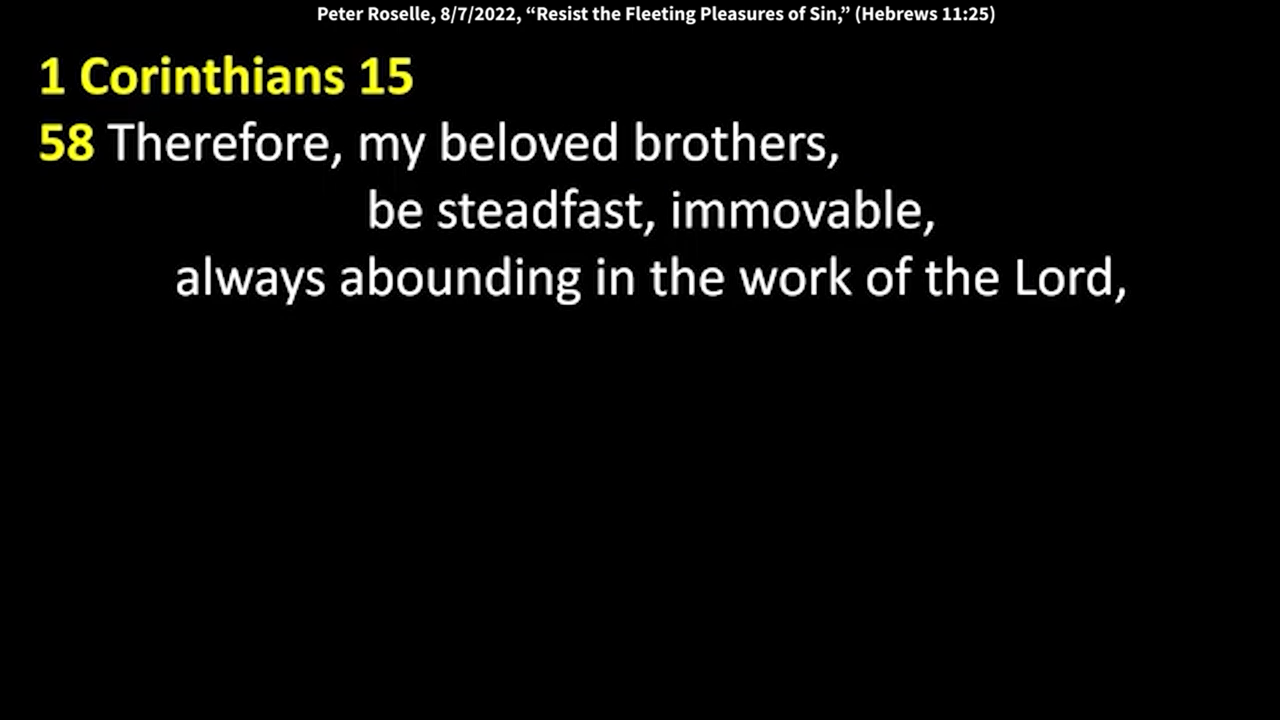 Peter Roselle, 8/7/2022, “Resist the Fleeting Pleasures of Sin,” (Hebrews 11:25)
1 Corinthians 15
58 Therefore, my beloved brothers,
be steadfast, immovable,
always abounding in the work of the Lord,